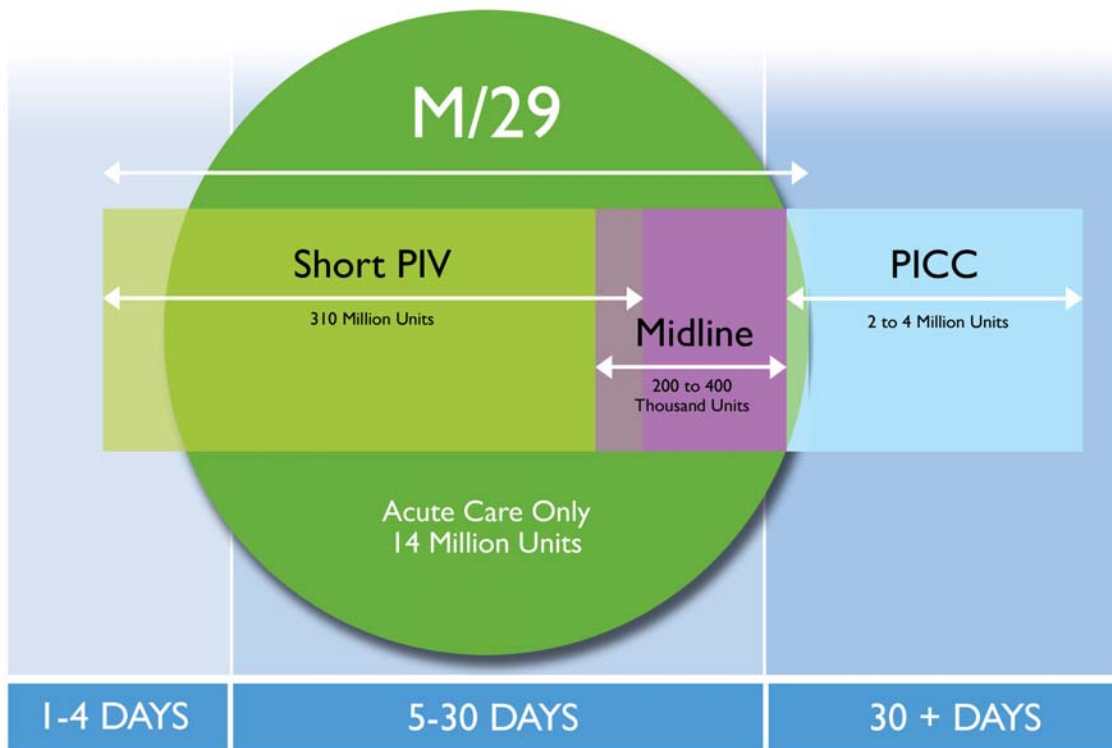 M/29
Short PIV
310 Million Units
Midline
200 to 400
Thousand Units
PICC
2 to 4 Million Units
Acute Care Only
14 Million Units
1-4 DAYS
5-30 DAYS
30 + DAYS